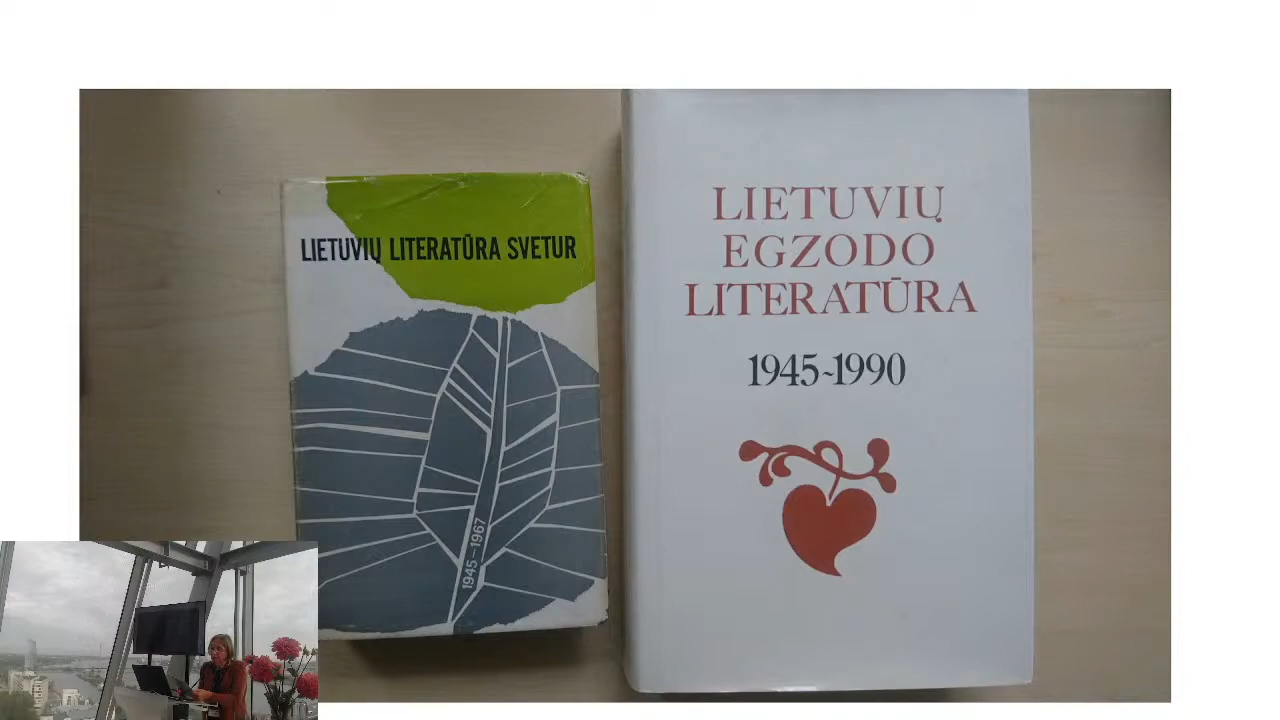 LIETUVIŲ LITERATŪRA SVETUR
1945–1967
LIETUVIŲ
EGZODO
LITERATŪRA
1945-1990